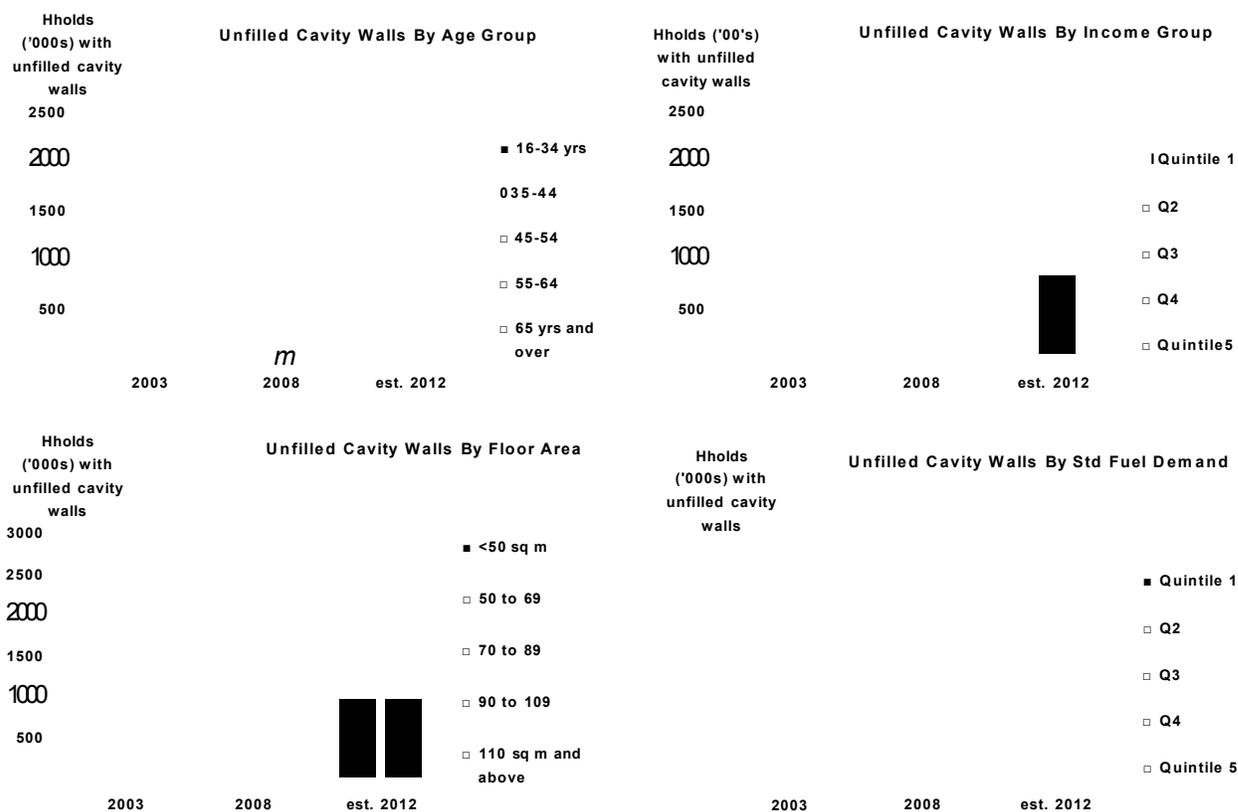 Hholds
('000s) with
unfilled cavity
walls
Unfilled Cavity Walls By Age Group
2500
2000
1500
1000
500
■ 16-34 yrs
035-44
□ 45-54
□ 55-64
□ 65 yrs and
over
m
2003 2008 est. 2012
Hholds ('00's)
with unfilled
cavity walls
Unfilled Cavity Walls By Income Group
2500
2000
1500
1000
500
I Quintile 1
□ Q2
□ Q3
□ Q4
□ Quintile5
2003 2008 est. 2012
Hholds
('000s) with
unfilled cavity
walls
Unfilled Cavity Walls By Floor Area
3000
2500
2000
1500
1000
500
■ <50 sq m
□ 50 to 69
□ 70 to 89
□ 90 to 109
□ 110 sq m and
above
2003 2008 est. 2012
Hholds
('000s) with
unfilled cavity
walls
Unfilled Cavity Walls By Std Fuel Demand
■ Quintile 1
□ Q2
□ Q3
□ Q4
□ Quintile 5
2003 2008 est. 2012